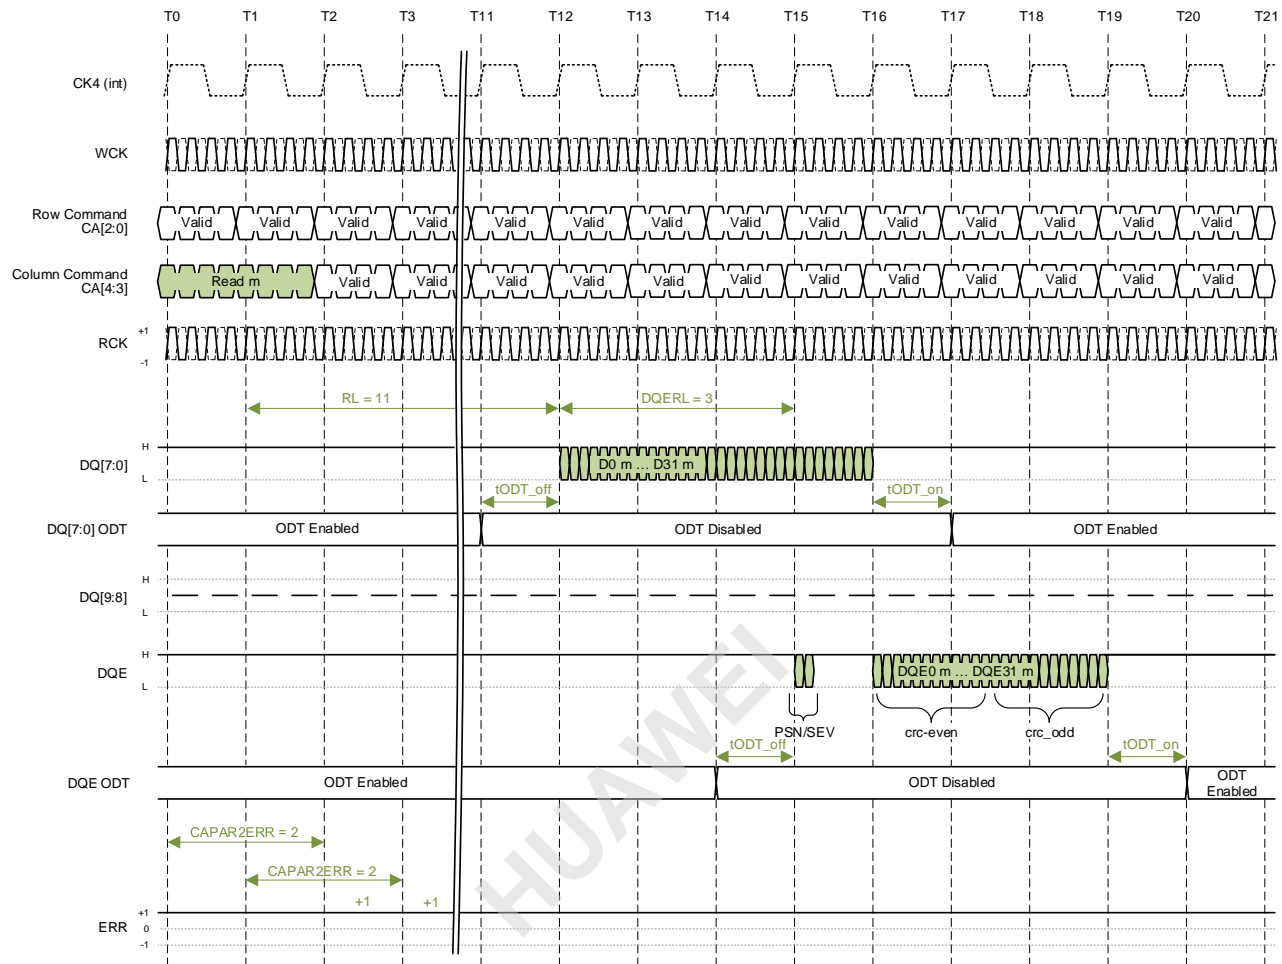 T0 T1 T2 T3 T11 T12 T13 T14 T15 T16 T17 T18 T19 T20 T21
CK4 (int)
WCK
Row Command
CA[2:0]
Valid Valid Valid Valid Valid Valid Valid Valid Valid Valid Valid Valid Valid
Column Command
CA[4:3]
Read m Valid Valid Valid Valid Valid Valid Valid Valid Valid Valid Valid
RCK
+1
-1
RL = 11 DQERL = 3
H
DQ[7:0]
L
D0 m ... D31 m
tODT_off tODT_on
DQ[7:0] ODT
ODT Enabled ODT Disabled ODT Enabled
H
DQ[9:8]
L
H
DQE
L
DQE0 m ... DQE31 m
PSN/SEV crc-even crc_odd
tODT_off tODT_on
DQE ODT
ODT Enabled ODT Disabled ODT
Enabled
CAPAR2ERR = 2
CAPAR2ERR = 2
+1 +1
ERR
+1
0
-1
HUAWEI